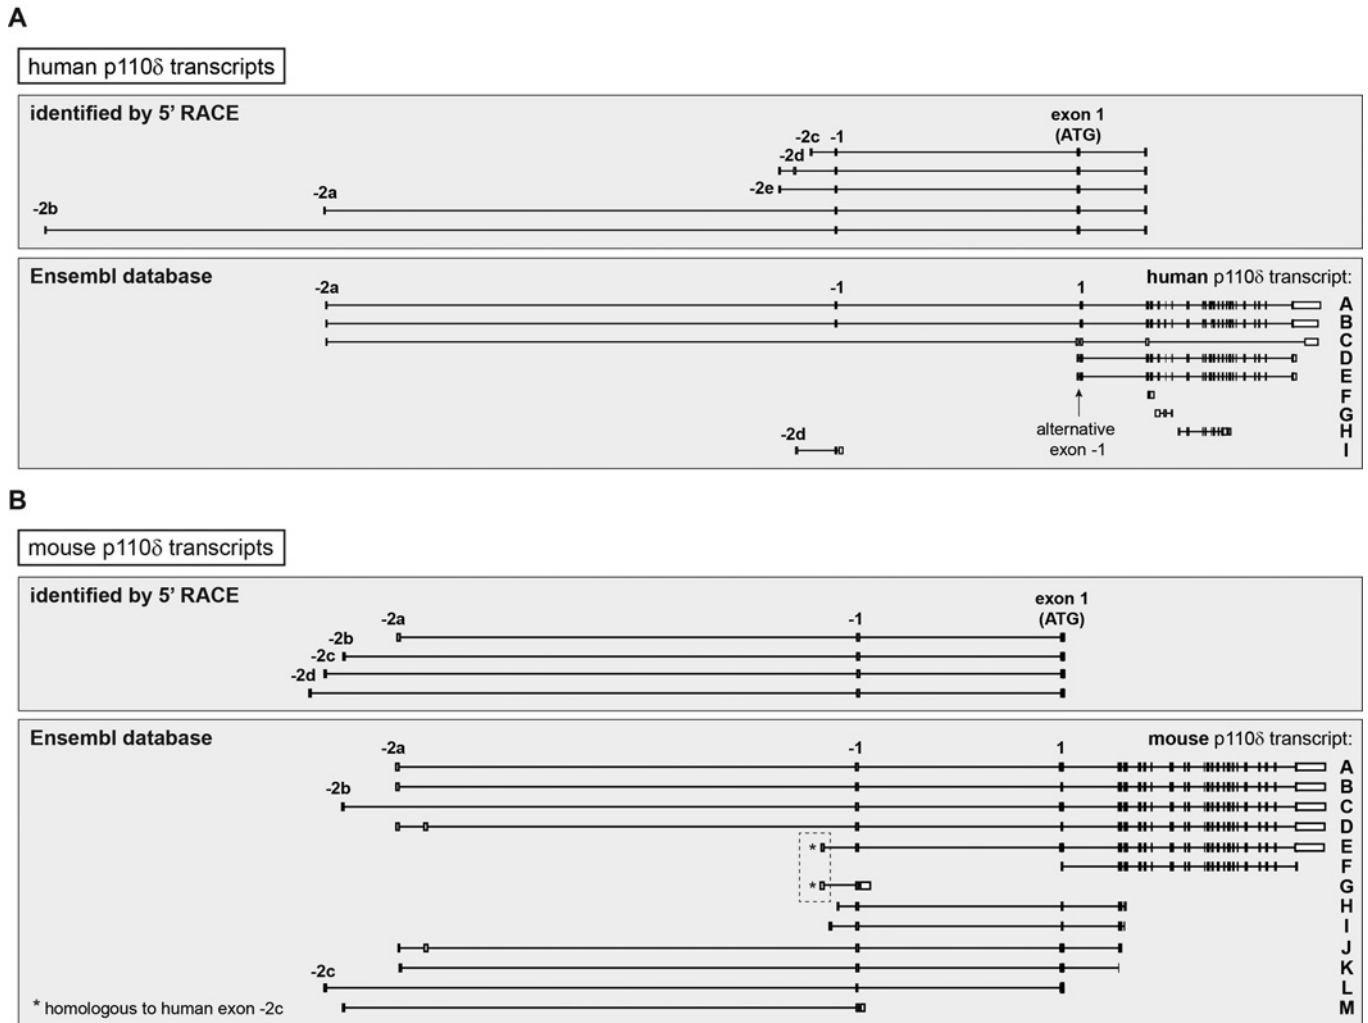 A
human p110δ transcripts
identified by 5' RACE
exon 1
(ATG)
-2c -1
-2d
-2e
-2a
-2b
Ensembl database
human p110δ transcript:
-2a -1 1
A
B
C
D
E
F
G
H
I
alternative
exon -1
-2d
B
mouse p110δ transcripts
identified by 5' RACE
exon 1
(ATG)
-2a -1
-2b
-2c
-2d
Ensembl database
mouse p110δ transcript:
-2a -1 1
A
-2b
B
C
D
* E
F
* G
H
I
J
-2c
K
L
* homologous to human exon -2c
M